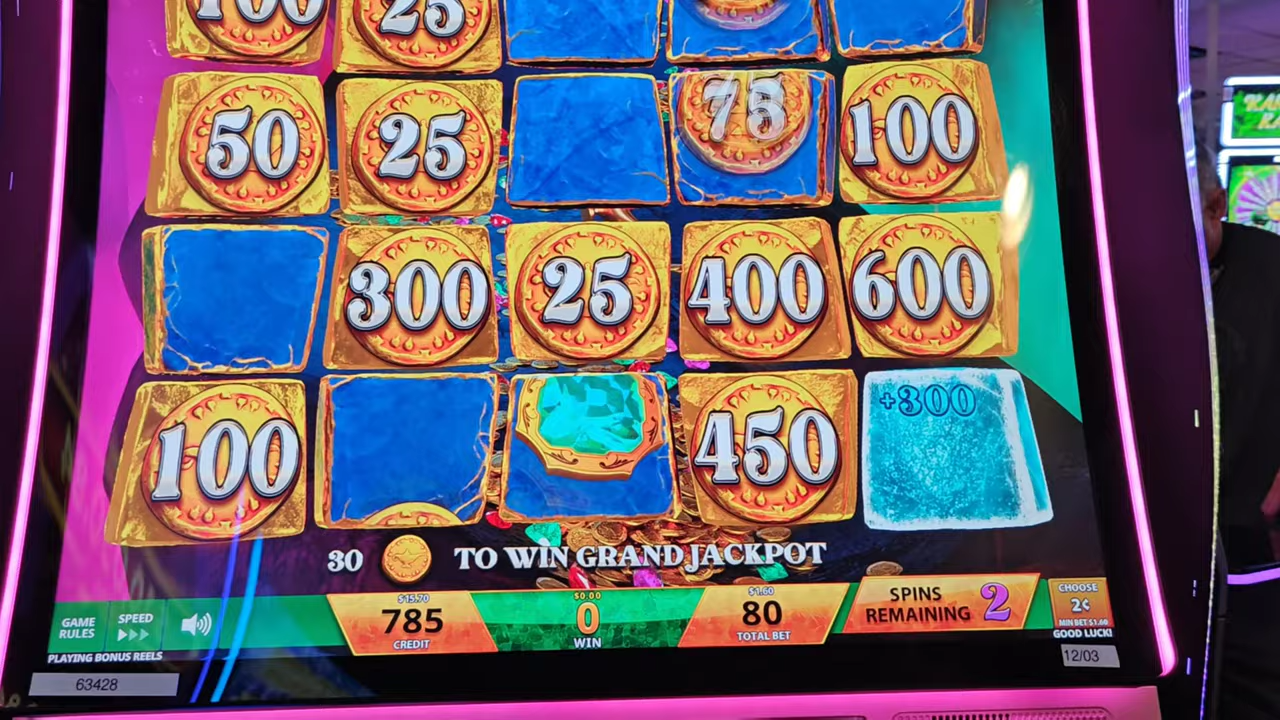 100 25
50 25 75 100
300 25 400 600
100 450 +300
30 TO WIN GRAND JACKPOT
GAME RULES
SPEED
$15.70
785
CREDIT
$0.00
0
WIN
$1.60
80
TOTAL BET
SPINS
REMAINING 2
CHOOSE
2¢
MIN BET $1.60
GOOD LUCK!
PLAYING BONUS REELS
63428
12/03